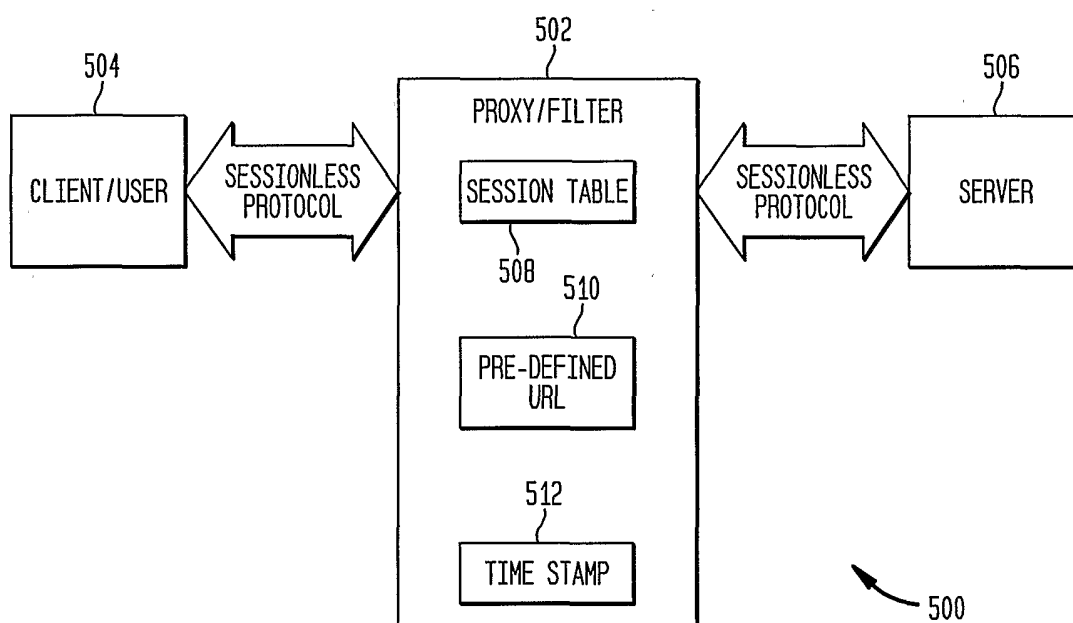 502
504
506
PROXY/FILTER
CLIENT/USER
SESSIONLESS
PROTOCOL
SESSION TABLE
SESSIONLESS
PROTOCOL
SERVER
508
510
PRE-DEFINED
URL
512
TIME STAMP
500